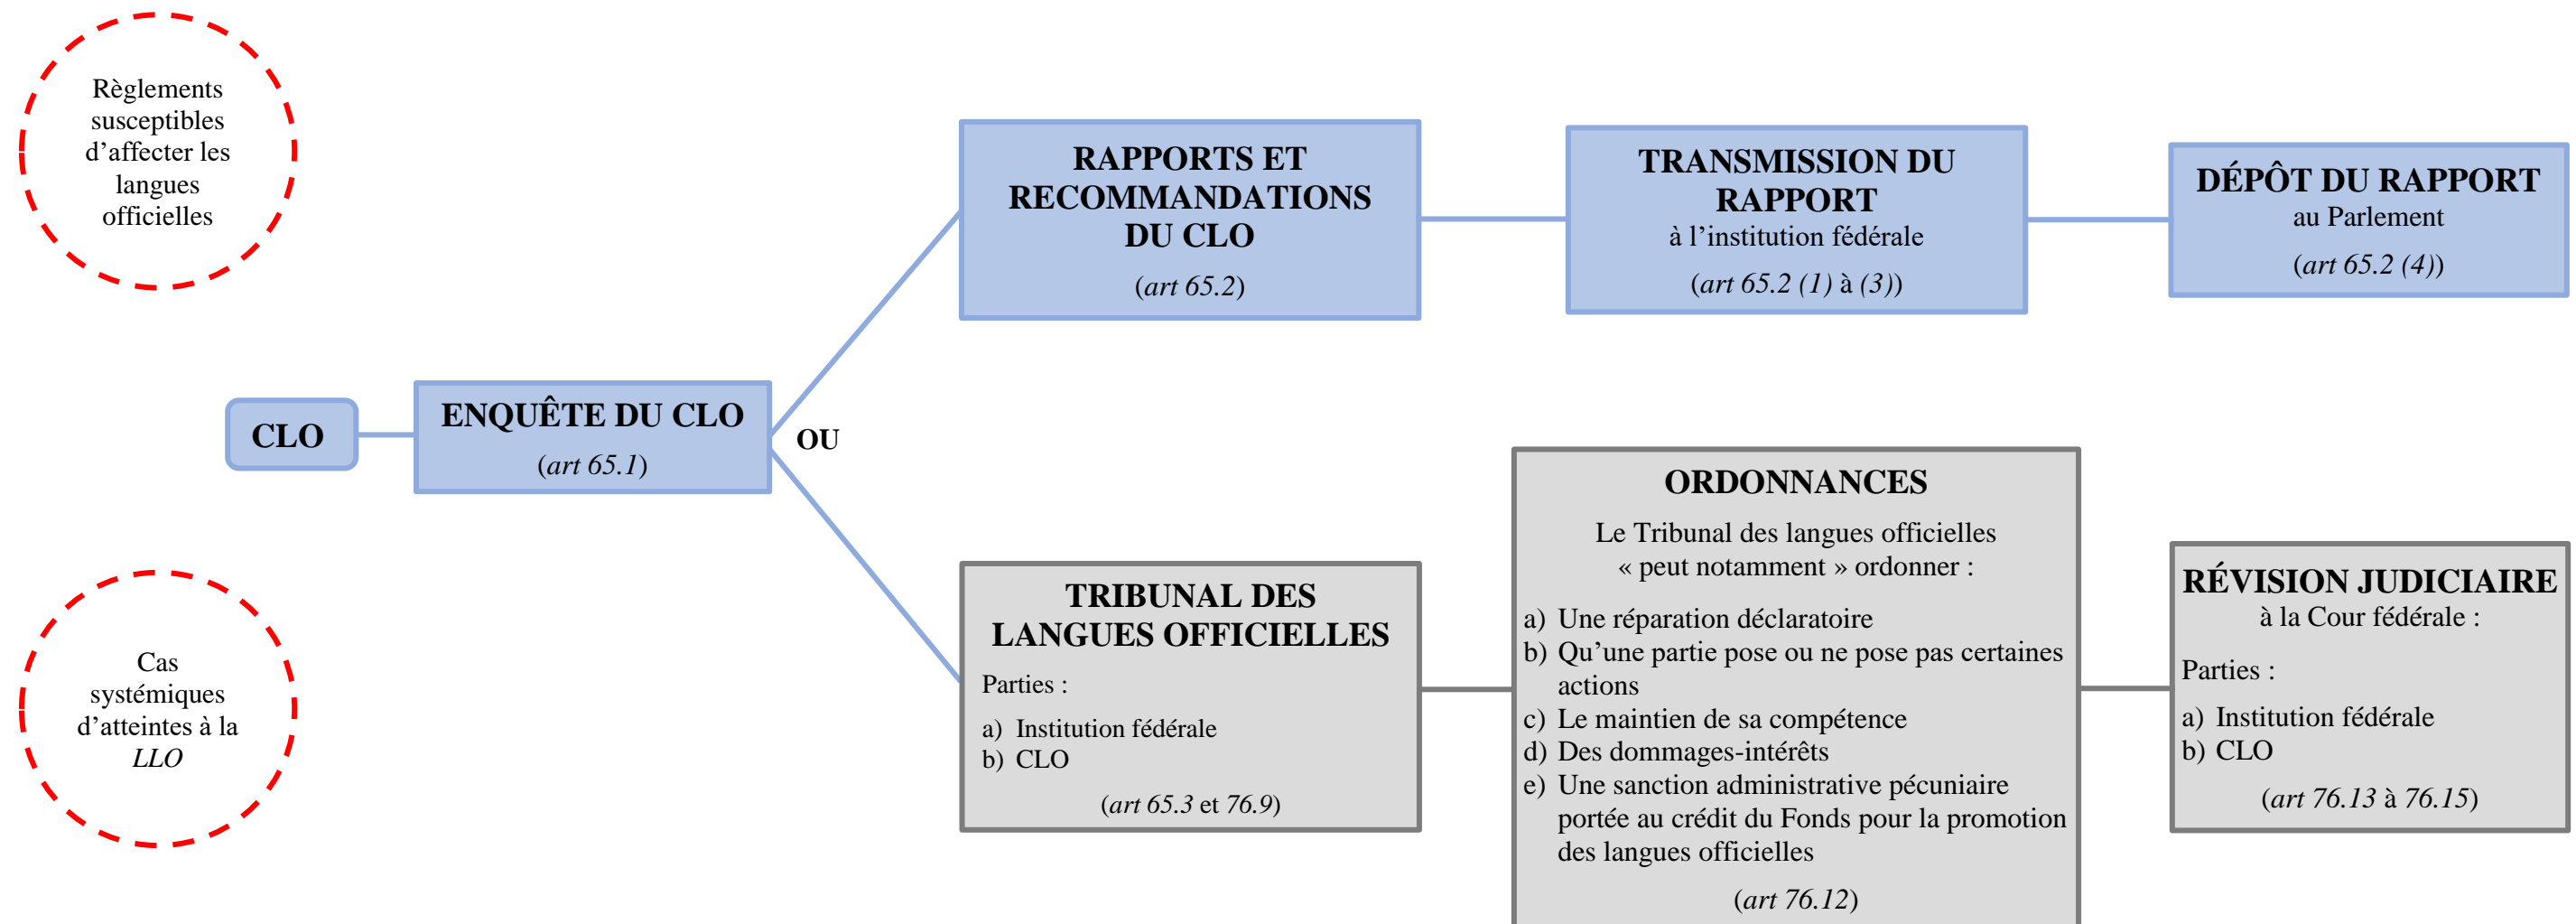 Règlements
susceptibles
d’affecter les
langues
officielles
Cas
systémiques
d’atteintes à la
LLO
CLO
ENQUÊTE DU CLO
(art 65.1)
OU
RAPPORTS ET
RECOMMANDATIONS
DU CLO
(art 65.2)
TRANSMISSION DU
RAPPORT
à l’institution fédérale
(art 65.2 (1) à (3))
DÉPÔT DU RAPPORT
au Parlement
(art 65.2 (4))
TRIBUNAL DES
LANGUES OFFICIELLES
Parties :
a) Institution fédérale
b) CLO
(art 65.3 et 76.9)
ORDONNANCES
Le Tribunal des langues officielles
« peut notamment » ordonner :
a) Une réparation déclaratoire
b) Qu’une partie pose ou ne pose pas certaines
actions
c) Le maintien de sa compétence
d) Des dommages-intérêts
e) Une sanction administrative pécuniaire
portée au crédit du Fonds pour la promotion
des langues officielles
(art 76.12)
RÉVISION JUDICIAIRE
à la Cour fédérale :
Parties :
a) Institution fédérale
b) CLO
(art 76.13 à 76.15)